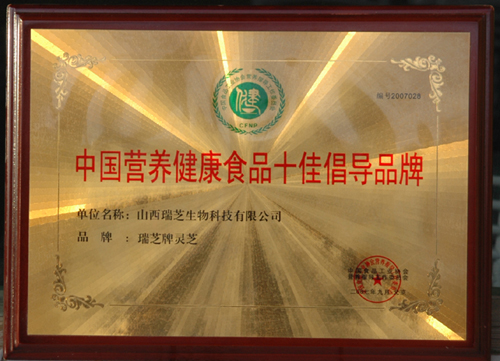 健
CFNP
编号2007028
中国营养健康食品十佳倡导品牌
单位名称：山西瑞芝生物科技有限公司
品牌：瑞芝牌灵芝